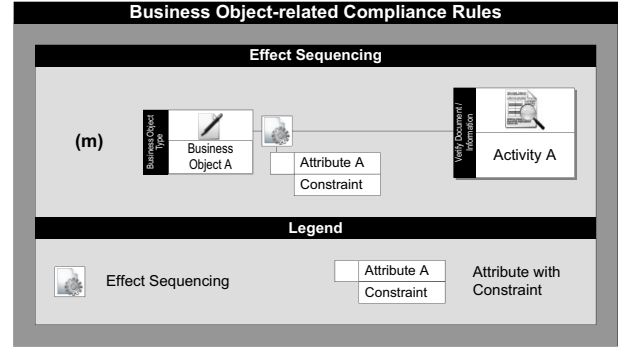 Business Object-related Compliance Rules
Effect Sequencing
(m)
Business Object
Type
Business
Object A
Attribute A
Constraint
Verify Document /
Information
Activity A
Legend
Effect Sequencing
Attribute A
Constraint
Attribute with
Constraint